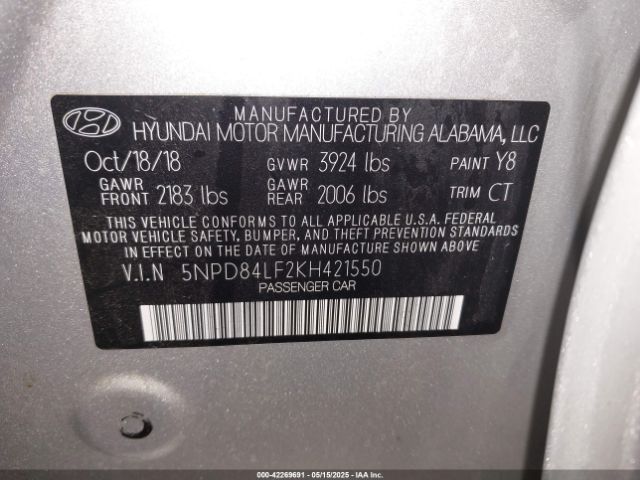 MANUFACTURED BY
HYUNDAI MOTOR MANUFACTURING ALABAMA, LLC
Oct/18/18 GVWR 3924 lbs PAINT Y8
GAWR FRONT 2183 lbs GAWR REAR 2006 lbs TRIM CT
THIS VEHICLE CONFORMS TO ALL APPLICABLE U.S.A. FEDERAL
MOTOR VEHICLE SAFETY, BUMPER, AND THEFT PREVENTION STANDARDS
IN EFFECT ON THE DATE OF MANUFACTURE SHOWN ABOVE.
V.I.N 5NPD84LF2KH421550
PASSENGER CAR
000-42269691 - 05/15/2025 - IAAI.COM